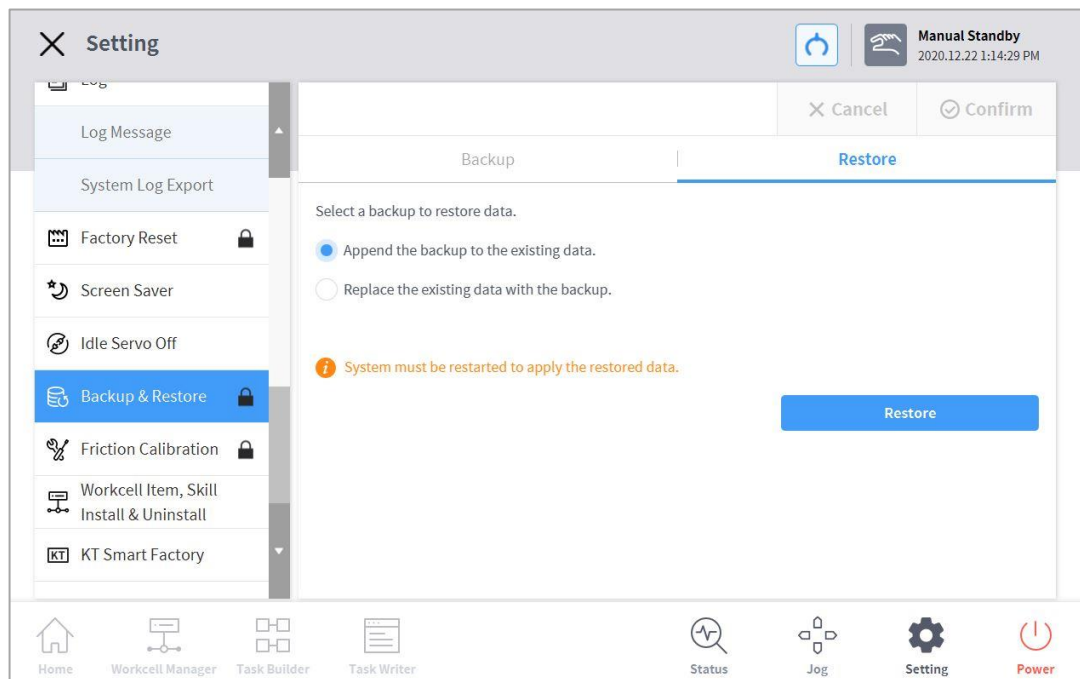 Setting
Manual Standby
2020.12.22 1:14:29 PM
Log
Log Message
System Log Export
Factory Reset
Screen Saver
Idle Servo Off
Backup & Restore
Friction Calibration
Workcell Item, Skill
Install & Uninstall
KT KT Smart Factory
Cancel
Confirm
Backup
Restore
Select a backup to restore data.
Append the backup to the existing data.
Replace the existing data with the backup.
i System must be restarted to apply the restored data.
Restore
Home
Workcell Manager
Task Builder
Task Writer
Status
Jog
Setting
Power